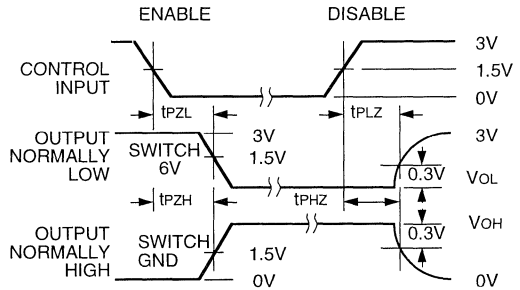 ENABLE DISABLE
3V
CONTROL
INPUT
1.5V
0V
tPZL tPLZ
OUTPUT
NORMALLY
LOW
SWITCH
6V
3V
1.5V
3V
0.3V
VOL
tPZH tPHZ
OUTPUT
NORMALLY
HIGH
SWITCH
GND
1.5V
0V
VOH
0.3V
0V